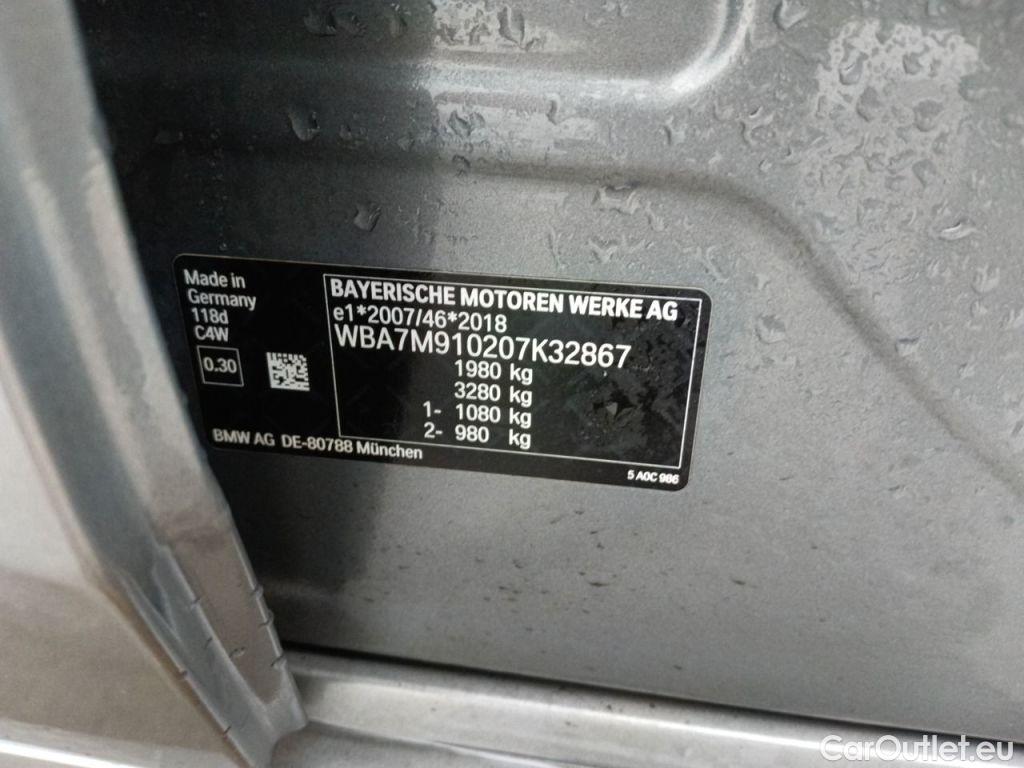 Made in
Germany
118d
C4W
0.30
BMW AG DE-80788 München
BAYERISCHE MOTOREN WERKE AG
e1*2007/46*2018
WBA7M910207K32867
1980 kg
3280 kg
1- 1080 kg
2- 980 kg
5 A0C 986
CarOutlet.eu